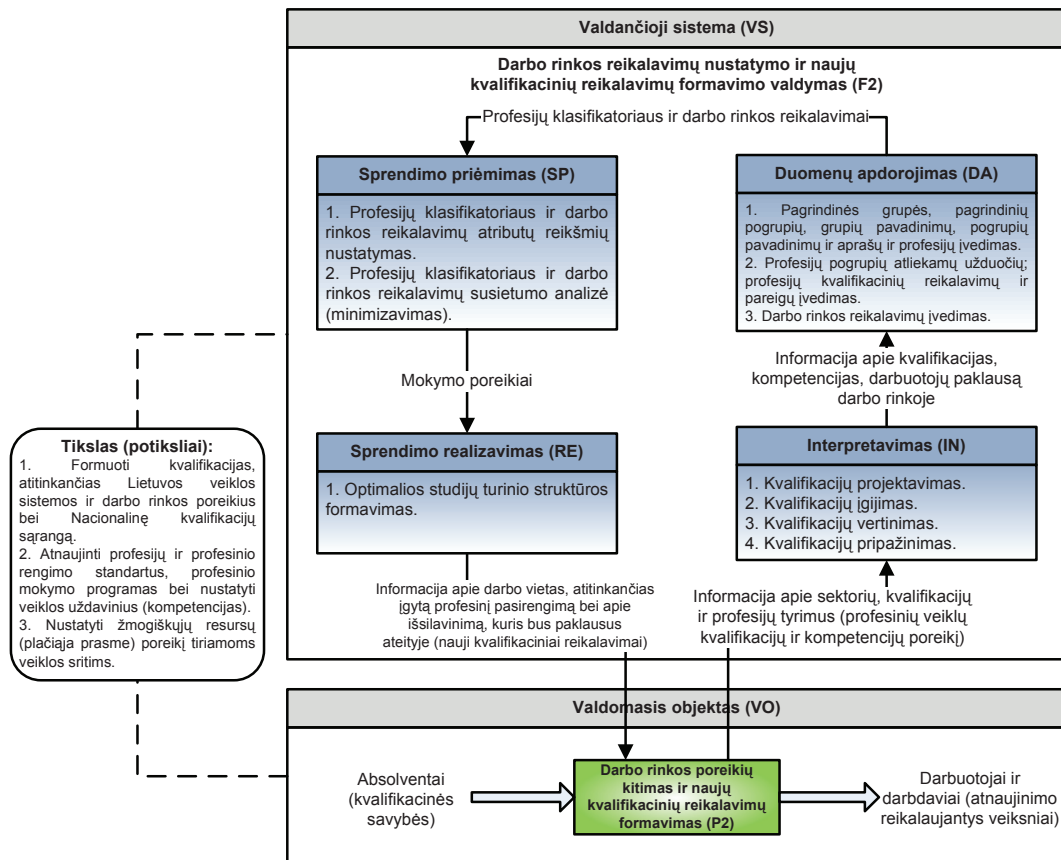 Valdančioji sistema (VS)
Darbo rinkos reikalavimų nustatymo ir naujų
kvalifikacinių reikalavimų formavimo valdymas (F2)
Profesijų klasifikatoriaus ir darbo rinkos reikalavimai
Sprendimo priėmimas (SP)
1. Profesijų klasifikatoriaus ir darbo
rinkos reikalavimų atributų reikšmių
nustatymas.
2. Profesijų klasifikatoriaus ir darbo
rinkos reikalavimų susietumo analizė
(minimizavimas).
Duomenų apdorojimas (DA)
1. Pagrindinės grupės, pagrindinių
pogrupių, grupių pavadinimų, pogrupių
pavadinimų ir aprašų ir profesijų įvedimas.
2. Profesijų pogrupių atliekamų užduočių;
profesijų kvalifikacinių reikalavimų ir
pareigų įvedimas.
3. Darbo rinkos reikalavimų įvedimas.
Mokymo poreikiai
Informacija apie kvalifikacijas,
kompetencijas, darbuotojų paklausą
darbo rinkoje
Sprendimo realizavimas (RE)
1. Optimalios studijų turinio struktūros
formavimas.
Interpretavimas (IN)
1. Kvalifikacijų projektavimas.
2. Kvalifikacijų įgijimas.
3. Kvalifikacijų vertinimas.
4. Kvalifikacijų pripažinimas.
Tikslas (potiksliai):
1. Formuoti kvalifikacijas,
atitinkančias Lietuvos veiklos
sistemos ir darbo rinkos poreikius
bei Nacionalinę kvalifikacijų
sąrangą.
2. Atnaujinti profesijų ir profesinio
rengimo standartus, profesinio
mokymo programas bei nustatyti
veiklos uždavinius (kompetencijas).
3. Nustatyti žmogiškųjų resursų
(plačiąja prasme) poreikį tiriamoms
veiklos sritims.
Informacija apie darbo vietas, atitinkančias
įgytą profesinį pasirengimą bei apie
išsilavinimą, kuris bus paklausus
ateityje (nauji kvalifikaciniai reikalavimai)
Informacija apie sektorių, kvalifikacijų
ir profesijų tyrimus (profesinių veiklų
kvalifikacijų ir kompetencijų poreikį)
Valdomasis objektas (VO)
Absolventai
(kvalifikacinės
savybės)
Darbo rinkos poreikių
kitimas ir naujų
kvalifikacinių reikalavimų
formavimas (P2)
Darbuotojai ir
darbdaviai (atnaujinimo
reikalaujantys veiksniai)